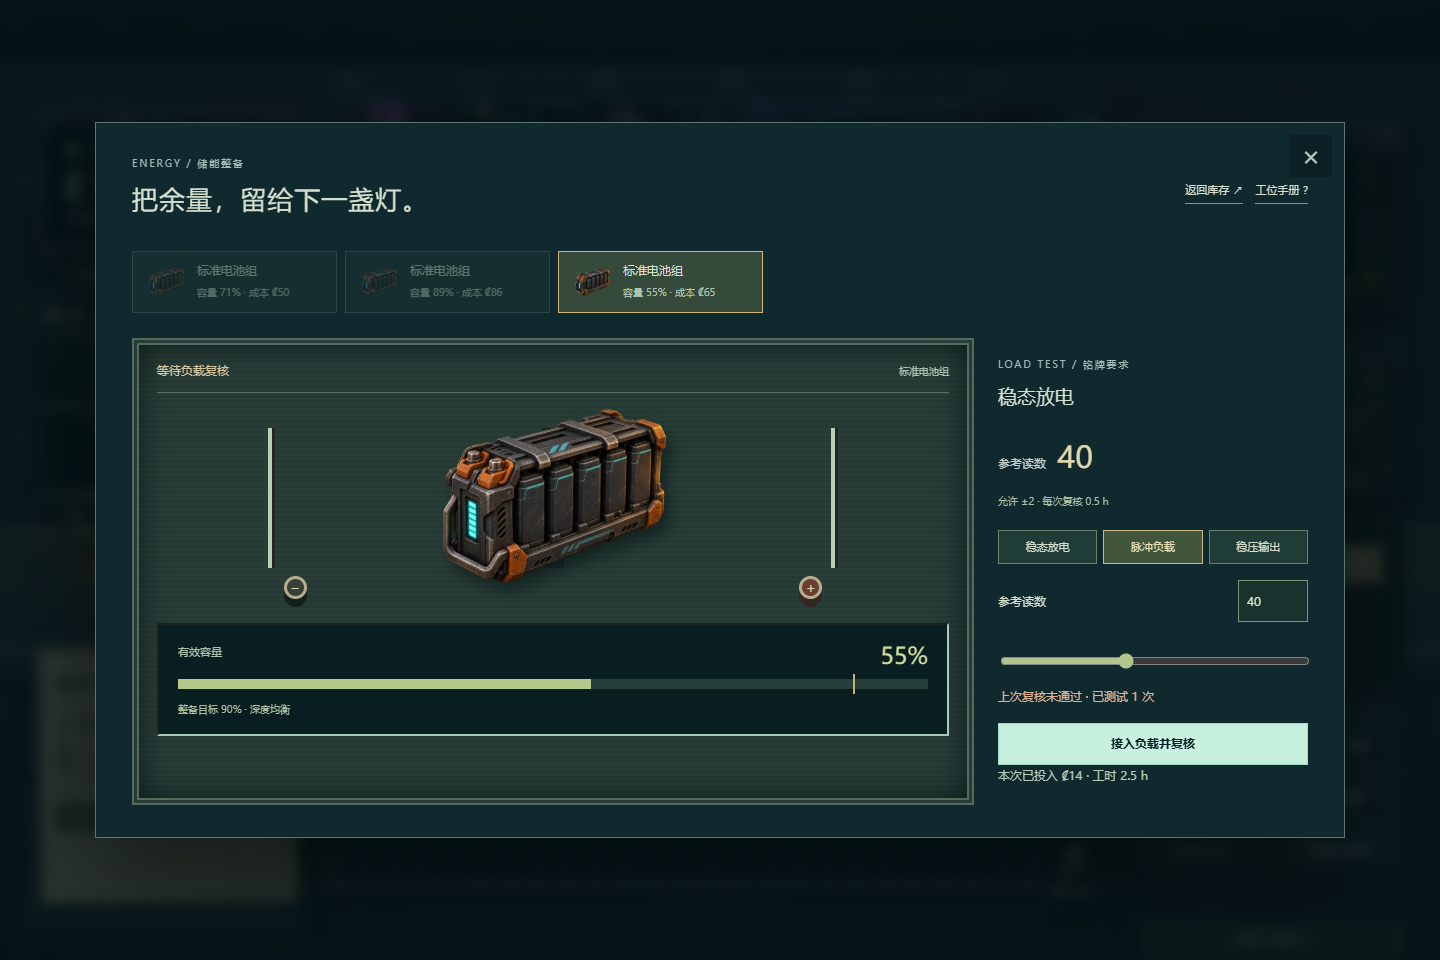 ENERGY / 储能整备
把余量，留给下一盏灯。
返回库存 ↗ 工位手册 ?
标准电池组
容量 71% · 成本 ₡50
标准电池组
容量 89% · 成本 ₡86
标准电池组
容量 55% · 成本 ₡65
等待负载复核
标准电池组
有效容量
55%
整备目标 90% · 深度均衡
LOAD TEST / 铭牌要求
稳态放电
参考读数 40
允许 ±2 · 每次复核 0.5 h
稳态放电 脉冲负载 稳压输出
参考读数 40
上次复核未通过 · 已测试 1 次
接入负载并复核
本次已投入 ₡14 · 工时 2.5 h